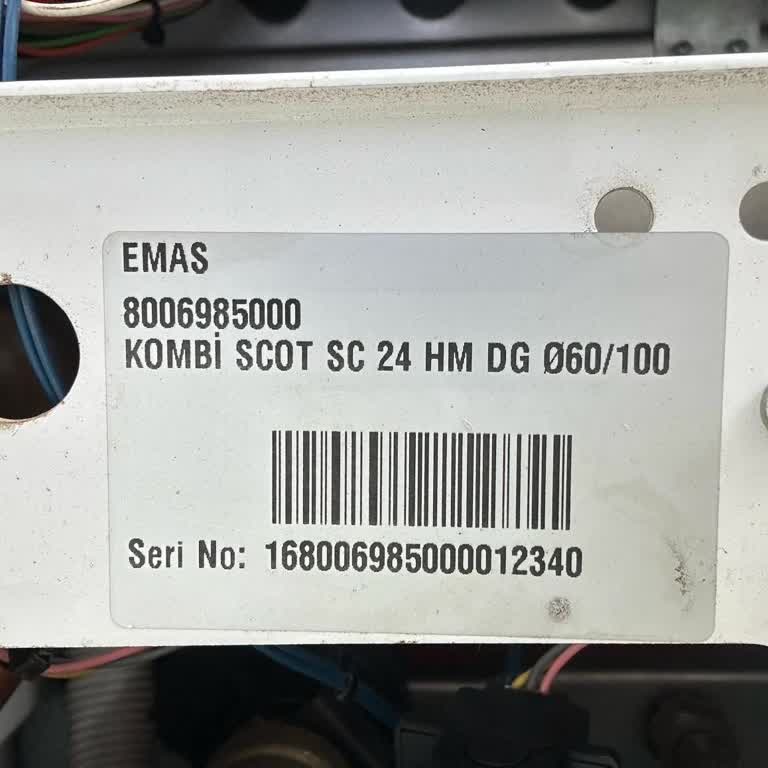 EMAS
8006985000
KOMBİ SCOT SC 24 HM DG Ø60/100
Seri No: 168006985000012340